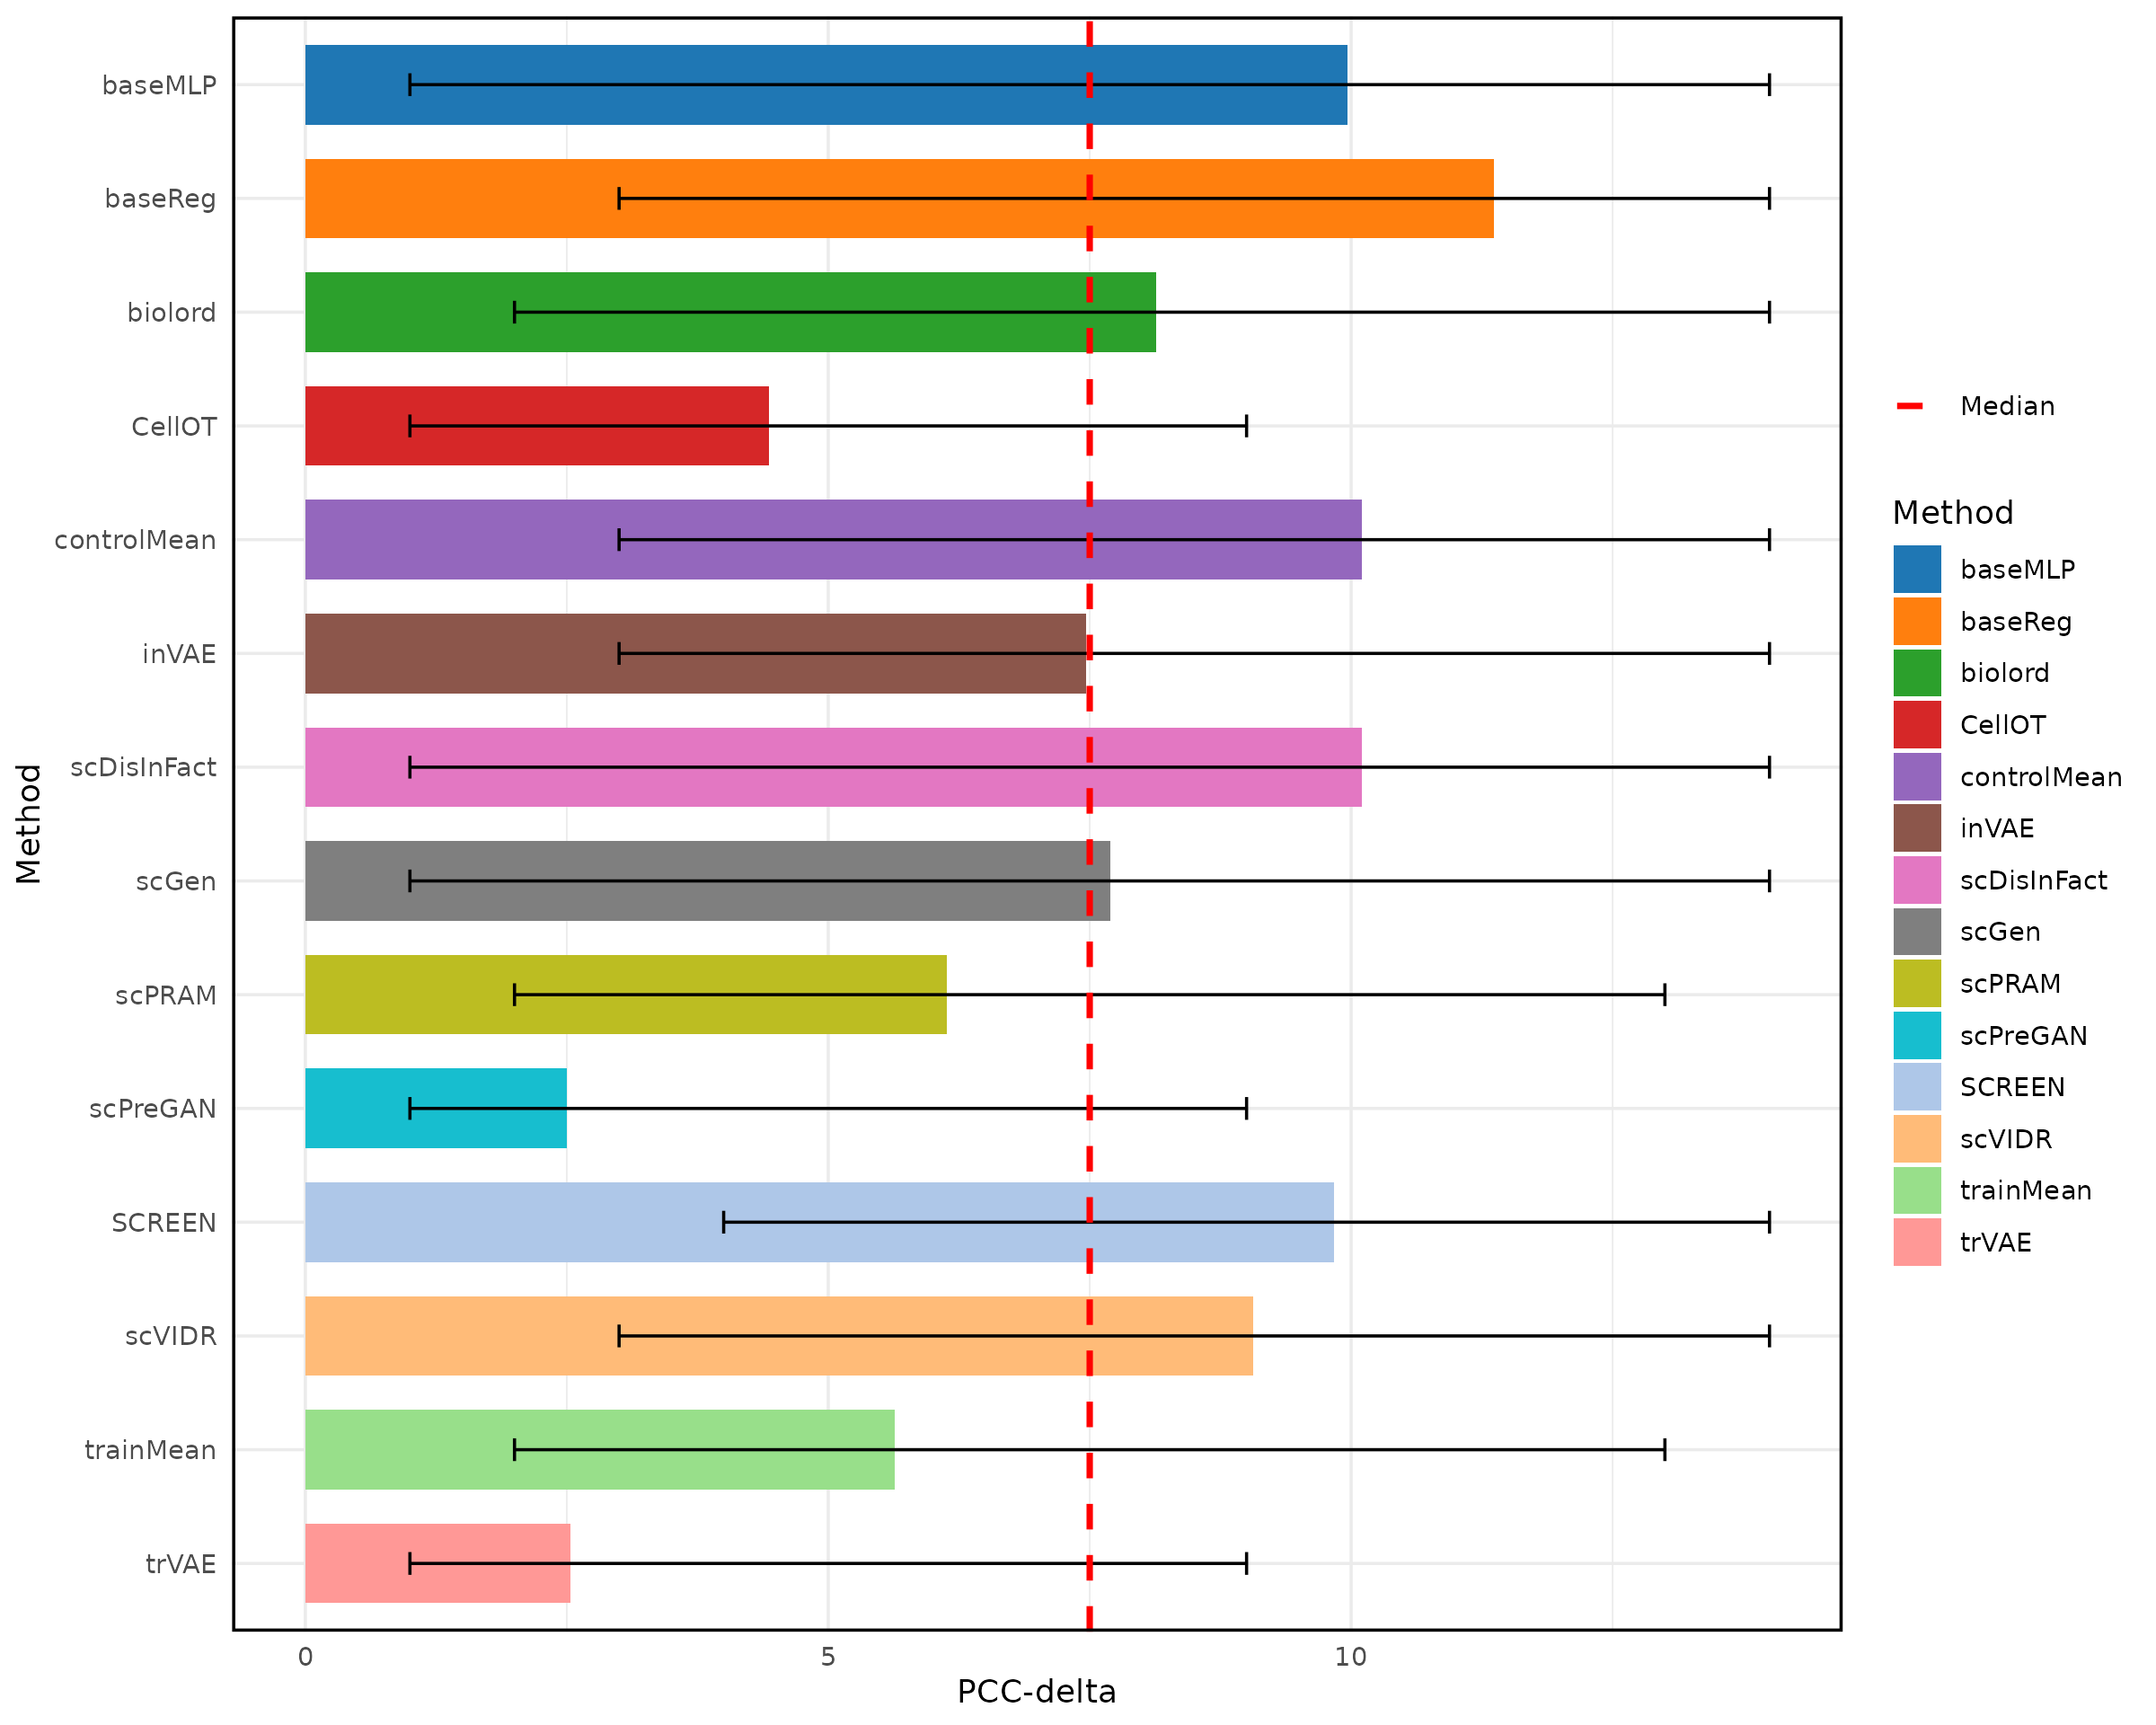 Method
baseMLP
baseReg
biolord
CellOT
controlMean
inVAE
scDisInFact
scGen
scPRAM
scPreGAN
SCREEN
scVIDR
trainMean
trVAE
0 5 10
PCC-delta
Median
Method
baseMLP
baseReg
biolord
CellOT
controlMean
inVAE
scDisInFact
scGen
scPRAM
scPreGAN
SCREEN
scVIDR
trainMean
trVAE